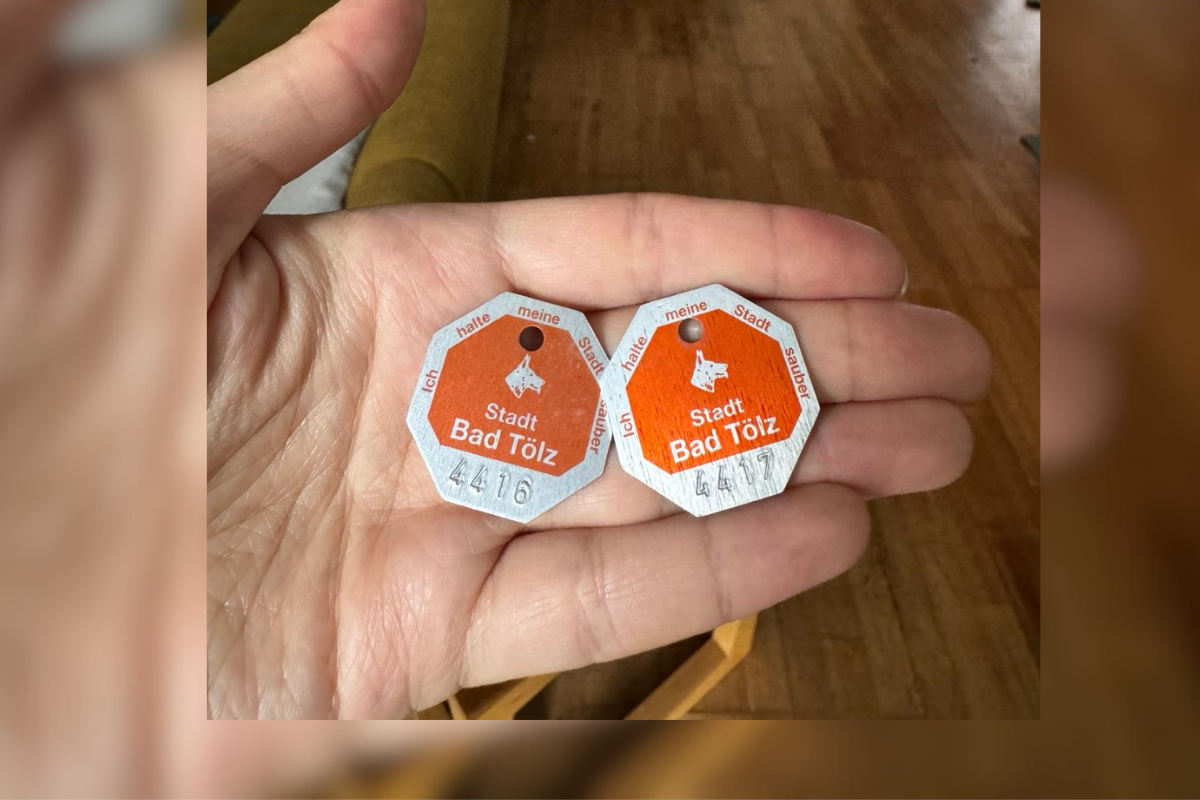 Ich halte meine Stadt sauber
Stadt
Bad Tölz
4416
Ich halte meine Stadt sauber
Stadt
Bad Tölz
4417